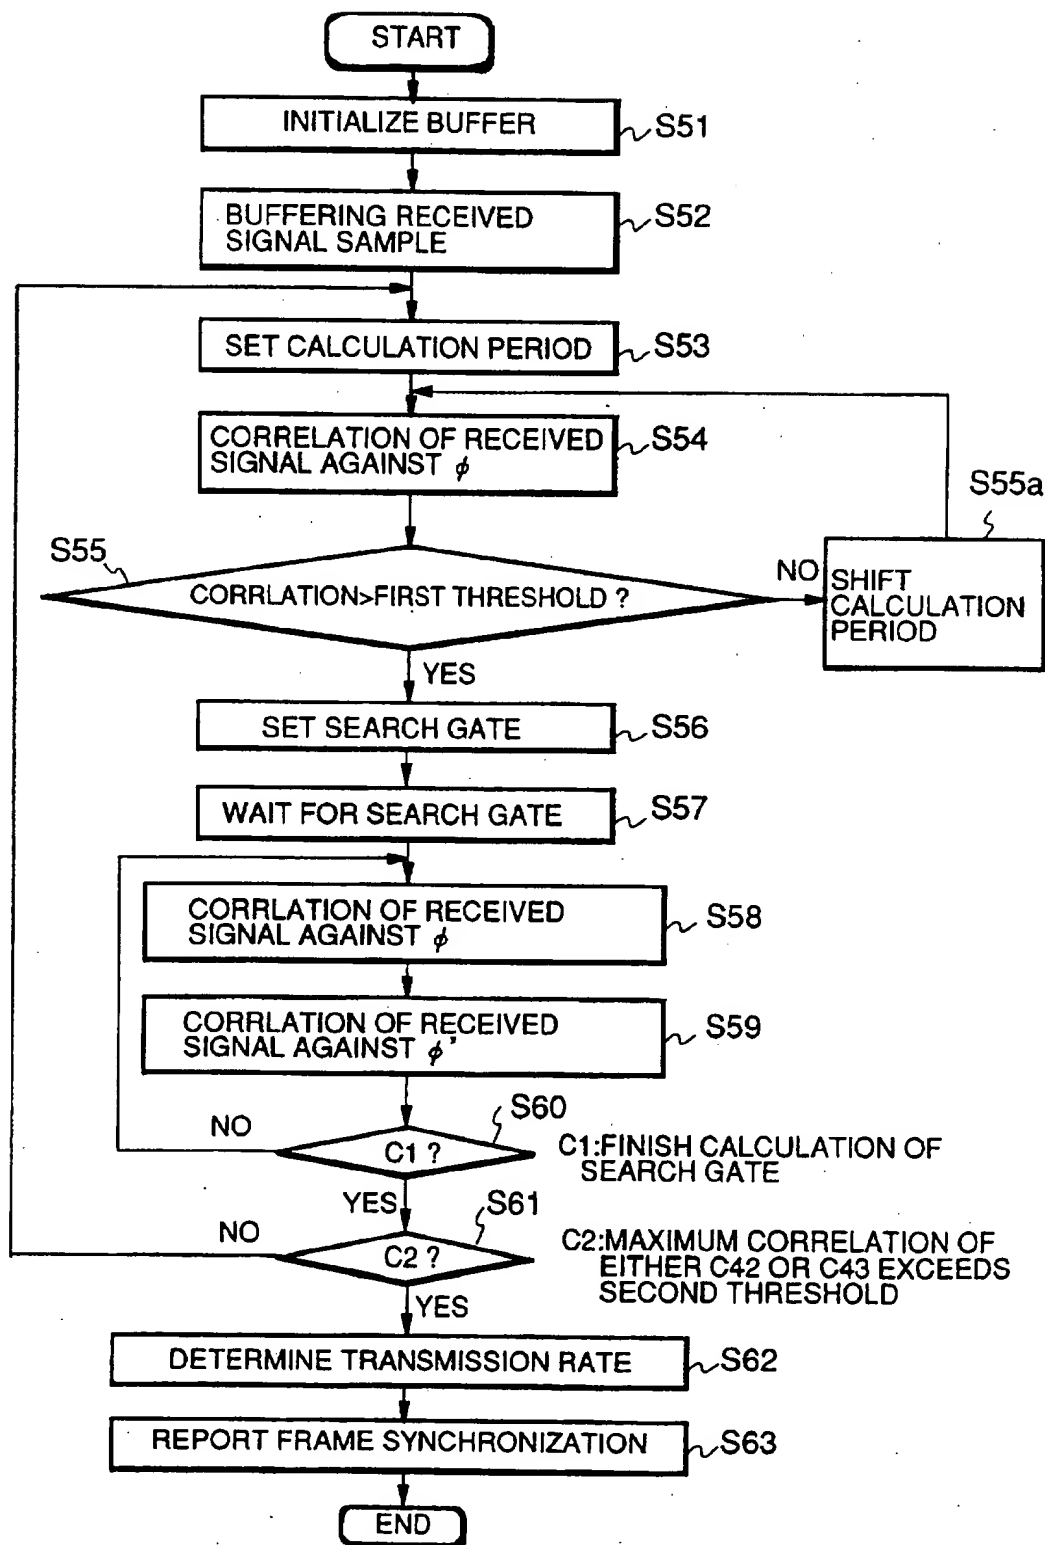 START
INITIALIZE BUFFER
S51
BUFFERING RECEIVED
SIGNAL SAMPLE
S52
SET CALCULATION PERIOD
S53
CORRELATION OF RECEIVED
SIGNAL AGAINST ϕ
S54
S55a
S55
CORRLATION>FIRST THRESHOLD ?
NO
SHIFT
CALCULATION
PERIOD
YES
SET SEARCH GATE
S56
WAIT FOR SEARCH GATE
S57
CORRLATION OF RECEIVED
SIGNAL AGAINST ϕ
S58
CORRLATION OF RECEIVED
SIGNAL AGAINST ϕ'
S59
S60
NO
C1 ?
C1:FINISH CALCULATION OF
SEARCH GATE
YES
S61
NO
C2 ?
C2:MAXIMUM CORRELATION OF
EITHER C42 OR C43 EXCEEDS
SECOND THRESHOLD
YES
DETERMINE TRANSMISSION RATE
S62
REPORT FRAME SYNCHRONIZATION
S63
END